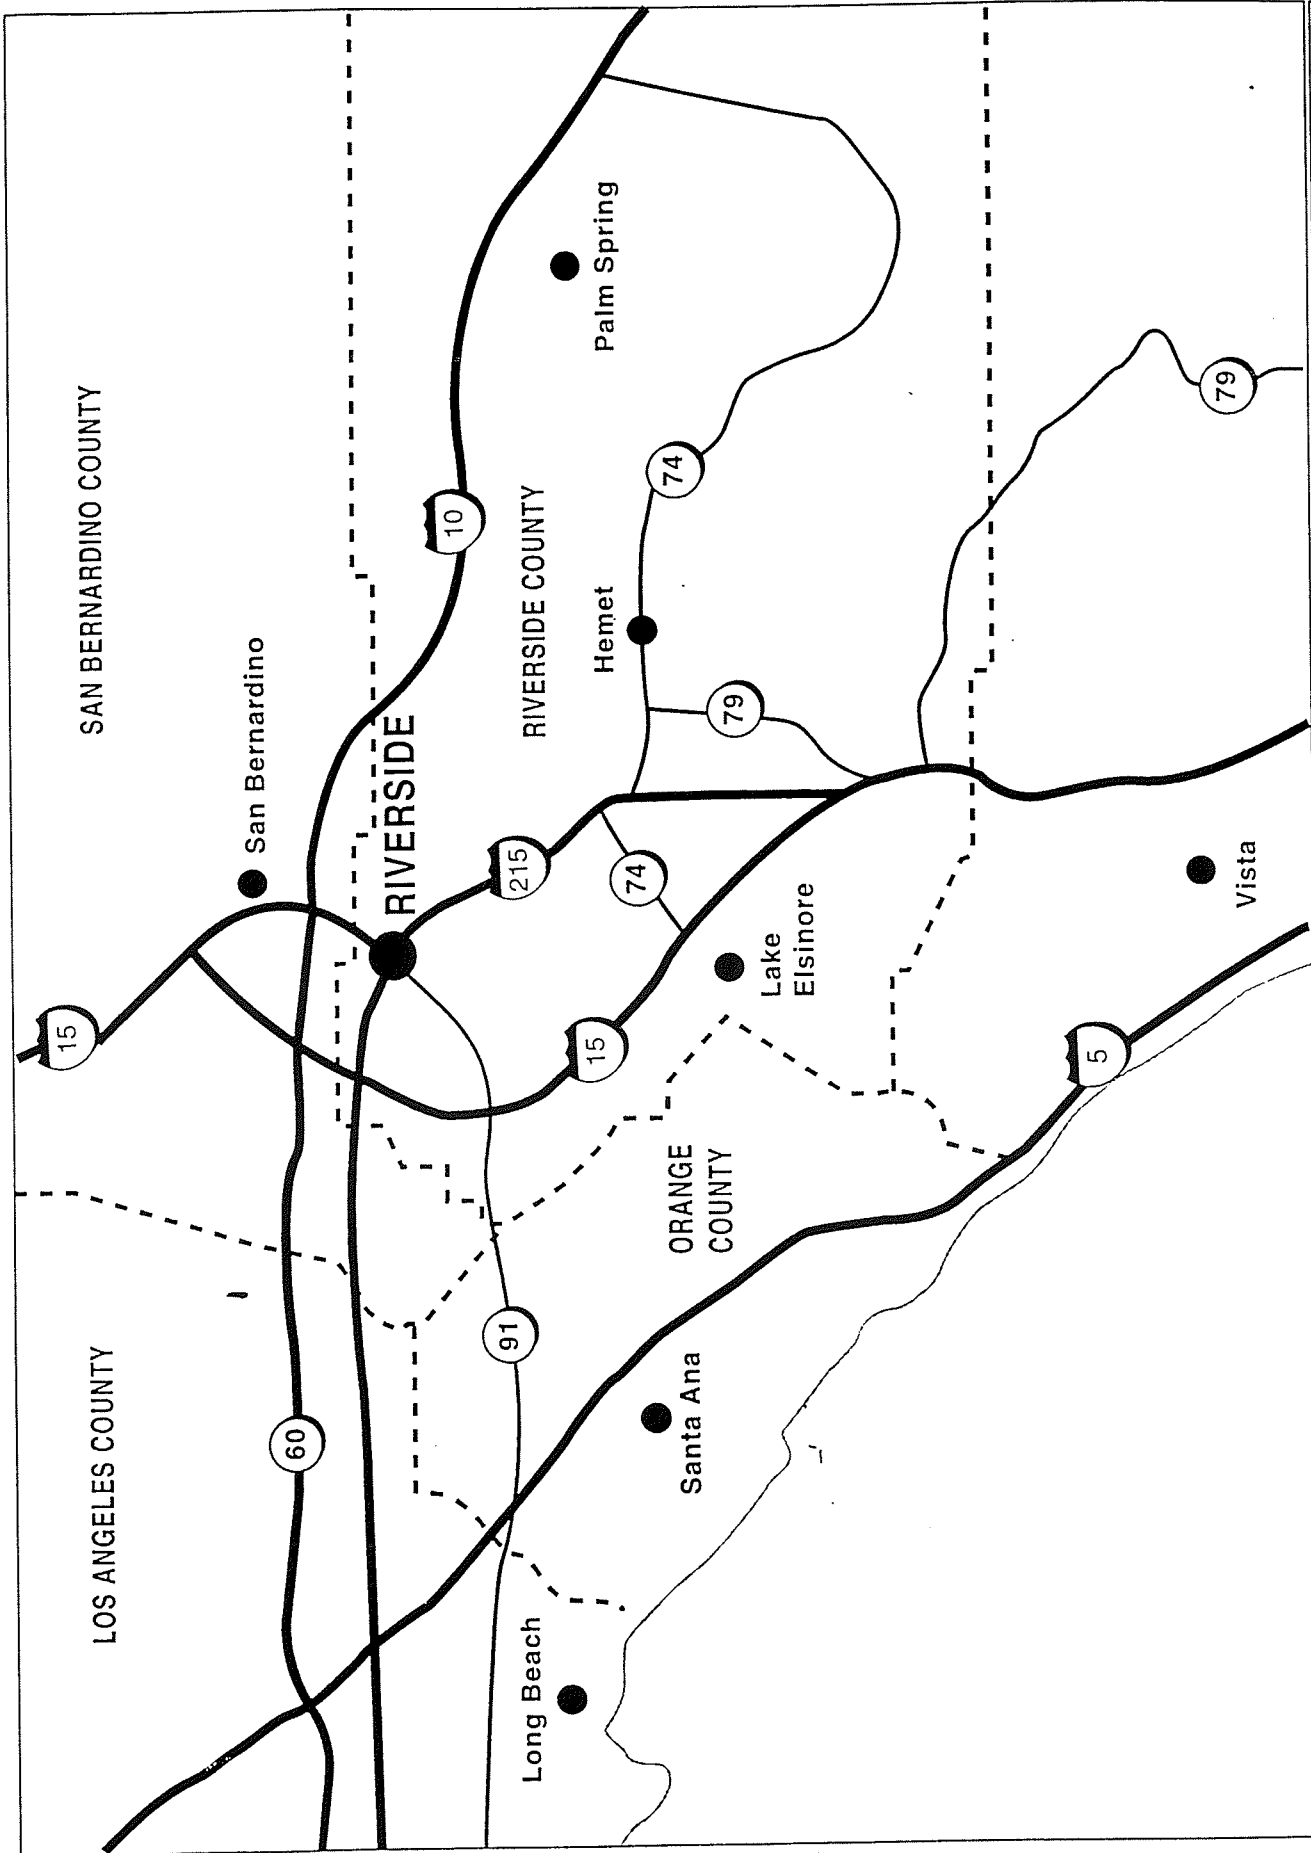 LOS ANGELES COUNTY
SAN BERNARDINO COUNTY
15
San Bernardino
60
RIVERSIDE
10
Long Beach
91
15
215
RIVERSIDE COUNTY
Palm Spring
Santa Ana
ORANGE
COUNTY
74
Hemet
74
Lake
Elsinore
79
5
Vista
79